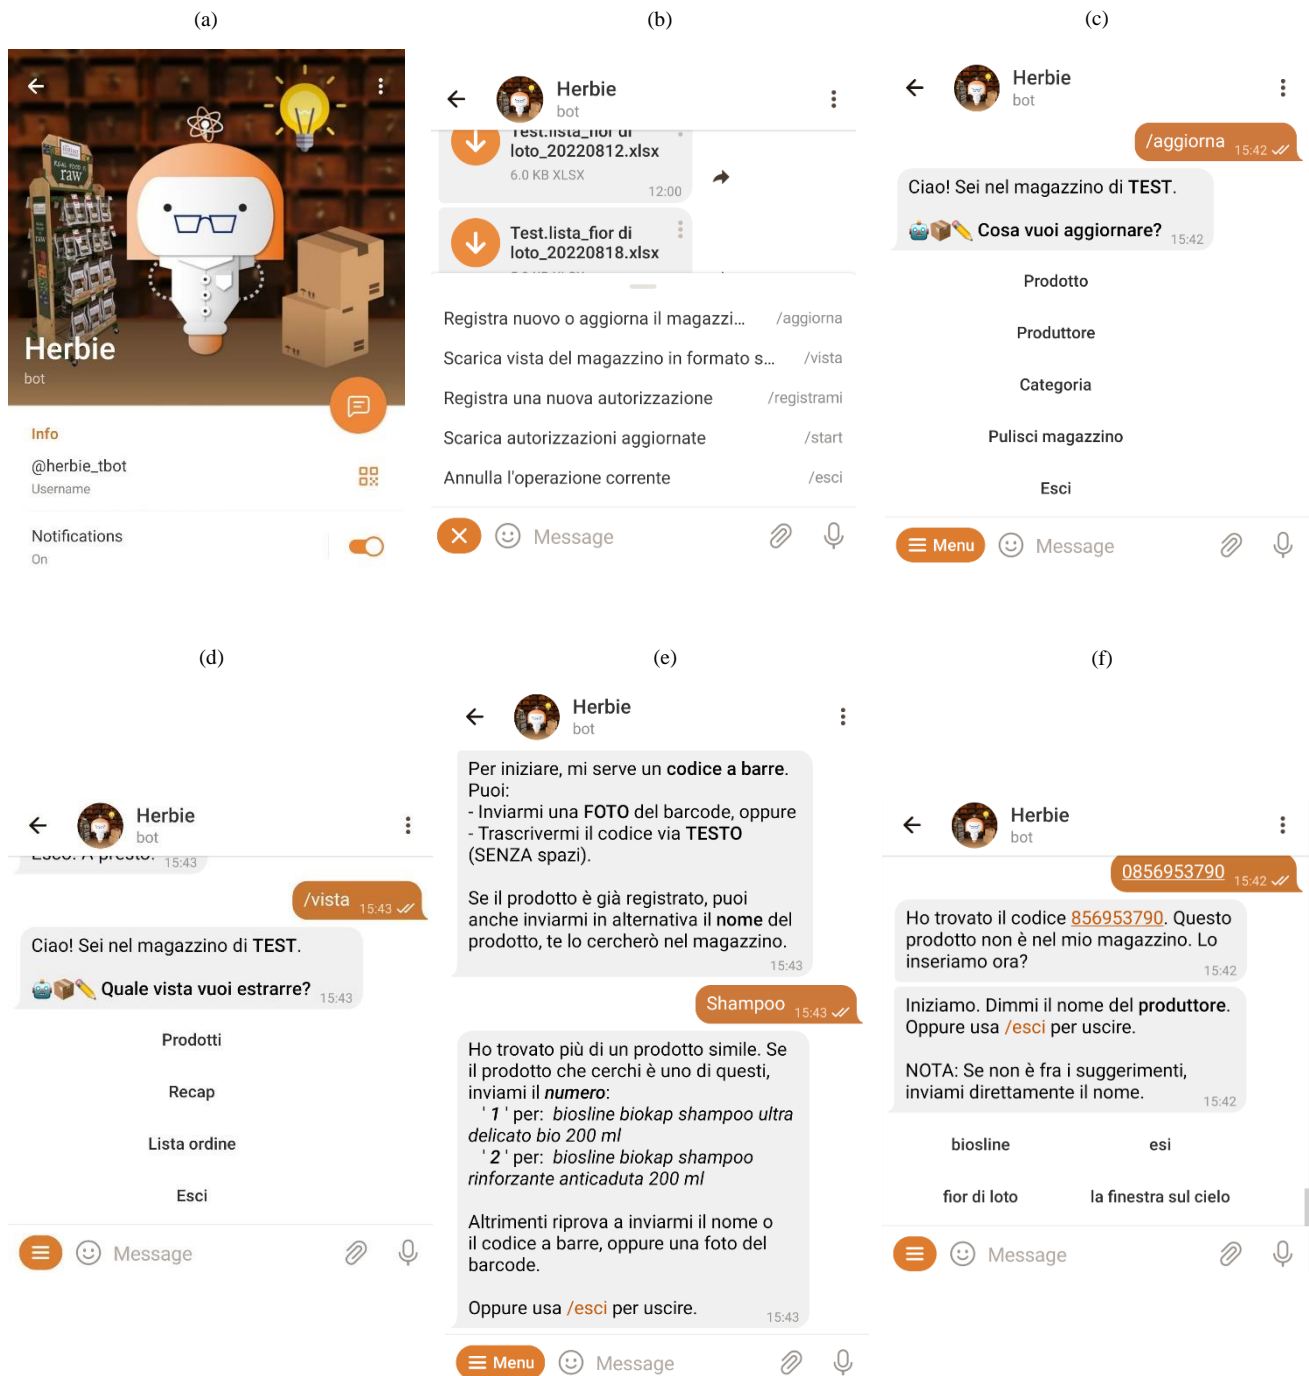 (a)
REAL FOOD IS
raw
Herbie
bot
Info
@herbie_tbot
Username
Notifications
On
(b)
Herbie
bot
Test.lista_fior di
loto_20220812.xlsx
6.0 KB XLSX
12:00
Test.lista_fior di
loto_20220818.xlsx
Registra nuovo o aggiorna il magazzi... /aggiorna
Scarica vista del magazzino in formato s... /vista
Registra una nuova autorizzazione /registrami
Scarica autorizzazioni aggiornate /start
Annulla l'operazione corrente /esci
Message
(c)
Herbie
bot
/aggiorna 15:42
Ciao! Sei nel magazzino di TEST.
🤖📦✏️ Cosa vuoi aggiornare? 15:42
Prodotto
Produttore
Categoria
Pulisci magazzino
Esci
Menu Message
(d)
Herbie
bot
Esco! A presto! 15:43
/vista 15:43
Ciao! Sei nel magazzino di TEST.
🤖📦✏️ Quale vista vuoi estrarre? 15:43
Prodotti
Recap
Lista ordine
Esci
Message
(e)
Herbie
bot
Per iniziare, mi serve un codice a barre.
Puoi:
- Inviarmi una FOTO del barcode, oppure
- Trascrivermi il codice via TESTO
(SENZA spazi).
Se il prodotto è già registrato, puoi
anche inviarmi in alternativa il nome del
prodotto, te lo cercherò nel magazzino.
15:43
Shampoo 15:43
Ho trovato più di un prodotto simile. Se
il prodotto che cerchi è uno di questi,
inviami il numero:
' 1 ' per: biosline biokap shampoo ultra
delicato bio 200 ml
' 2 ' per: biosline biokap shampoo
rinforzante anticaduta 200 ml
Altrimenti riprova a inviarmi il nome o
il codice a barre, oppure una foto del
barcode.
Oppure usa /esci per uscire. 15:43
Menu Message
(f)
Herbie
bot
0856953790 15:42
Ho trovato il codice 856953790. Questo
prodotto non è nel mio magazzino. Lo
inseriamo ora? 15:42
Iniziamo. Dimmi il nome del produttore.
Oppure usa /esci per uscire.
NOTA: Se non è fra i suggerimenti,
inviami direttamente il nome. 15:42
biosline esi
fior di loto la finestra sul cielo
Message